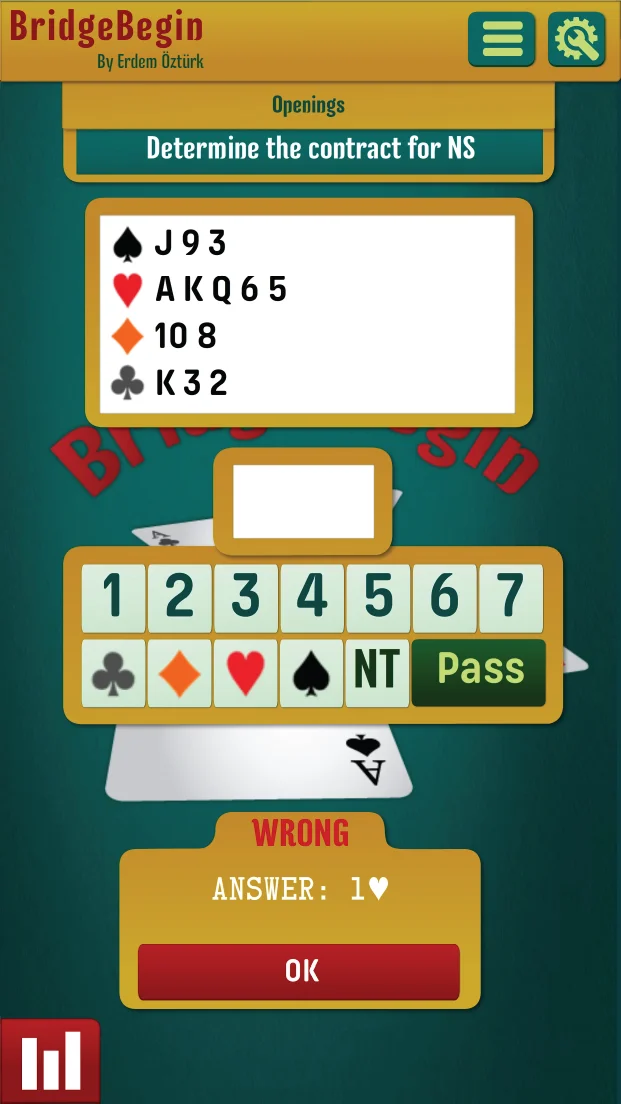 BridgeBegin
By Erdem Öztürk
Openings
Determine the contract for NS
♠ J 9 3
♥ A K Q 6 5
♦ 10 8
♣ K 3 2
BridgeBegin
A
1 2 3 4 5 6 7
♣ ♦ ♥ ♠ NT Pass
A
WRONG
ANSWER: 1♥
OK